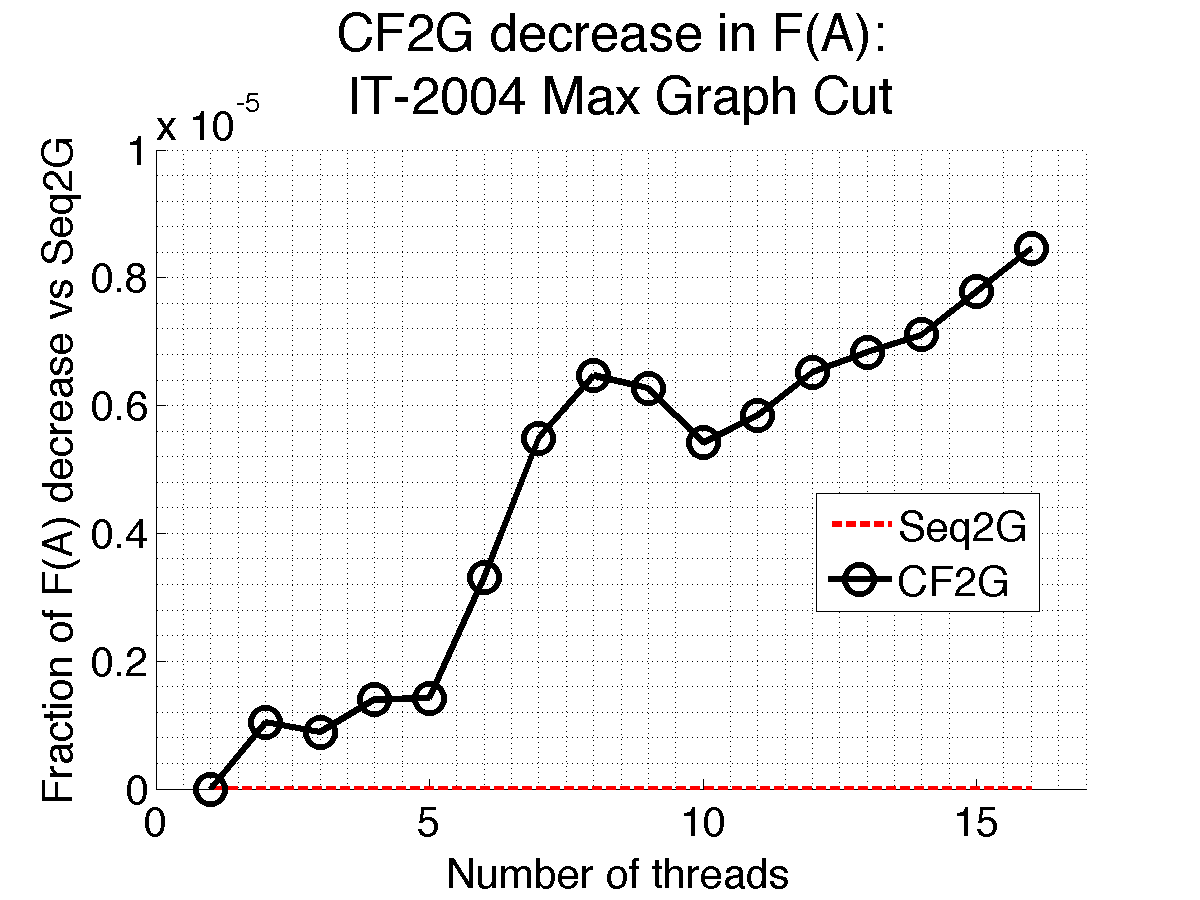 CF2G decrease in F(A):
IT-2004 Max Graph Cut
x 10^-5
Fraction of F(A) decrease vs Seq2G
1
0.8
0.6
0.4
0.2
0
0 5 10 15
Number of threads
Seq2G
CF2G